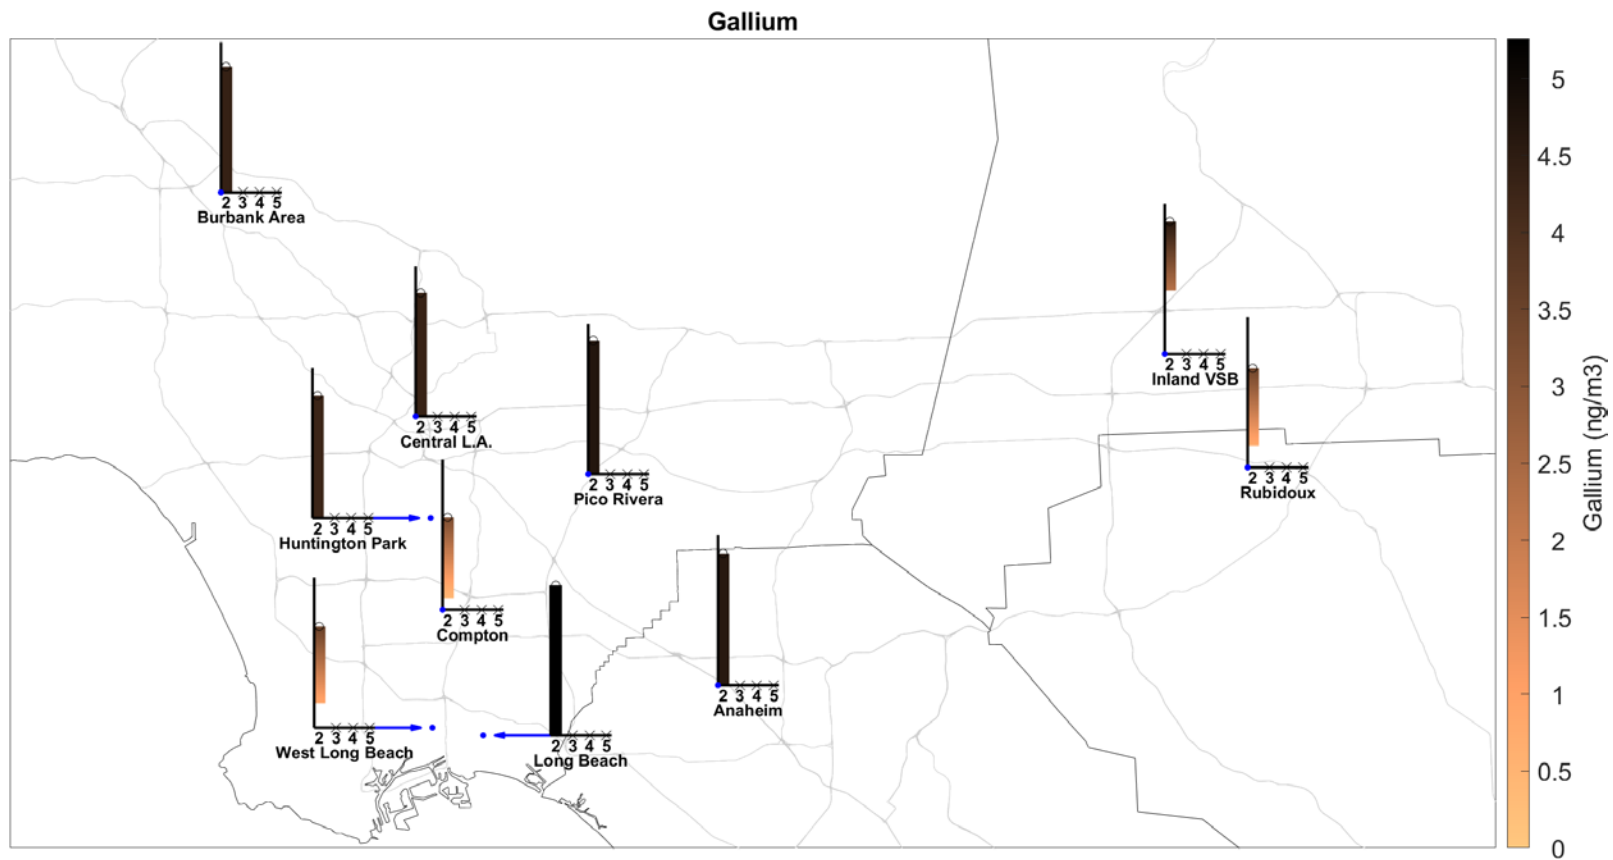 Gallium
2 3 4 5
Burbank Area
2 3 4 5
Central L.A.
2 3 4 5
Pico Rivera
2 3 4 5
Inland VSB
2 3 4 5
Rubidoux
2 3 4 5
Huntington Park
2 3 4 5
Compton
2 3 4 5
West Long Beach
2 3 4 5
Long Beach
2 3 4 5
Anaheim
5
4.5
4
3.5
3
2.5
2
1.5
1
0.5
0
Gallium (ng/m3)